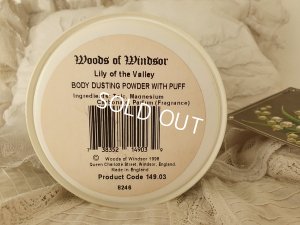 Woods of Windsor
Lily of the Valley
BODY DUSTING POWDER WITH PUFF
Ingredients: Talc, Magnesium
Carbonate, Parfum (Fragrance)
SOLD OUT
© Woods of Windsor 1998
Queen Charlotte Street, Windsor, England.
Made in England
Product Code 149.03
8246